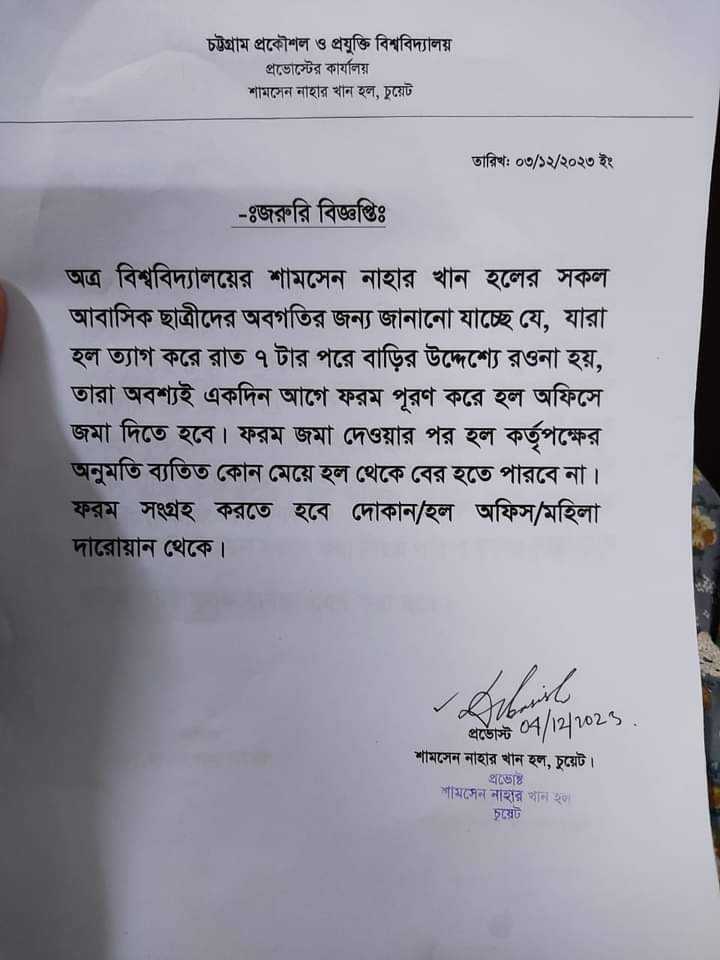 চট্টগ্রাম প্রকৌশল ও প্রযুক্তি বিশ্ববিদ্যালয়
প্রভোস্টের কার্যালয়
শামসেন নাহার খান হল, চুয়েট
তারিখঃ ০৩/১২/২০২৩ ইং
-ঃজরুরি বিজ্ঞপ্তিঃ
অত্র বিশ্ববিদ্যালয়ের শামসেন নাহার খান হলের সকল
আবাসিক ছাত্রীদের অবগতির জন্য জানানো যাচ্ছে যে, যারা
হল ত্যাগ করে রাত ৭ টার পরে বাড়ির উদ্দেশ্যে রওনা হয়,
তারা অবশ্যই একদিন আগে ফরম পূরণ করে হল অফিসে
জমা দিতে হবে। ফরম জমা দেওয়ার পর হল কর্তৃপক্ষের
অনুমতি ব্যতিত কোন মেয়ে হল থেকে বের হতে পারবে না।
ফরম সংগ্রহ করতে হবে দোকান/হল অফিস/মহিলা
দারোয়ান থেকে।
04/12/2023
প্রভোস্ট
শামসেন নাহার খান হল, চুয়েট।
প্রভোষ্ট
শামসেন নাহার খান হল
চুয়েট